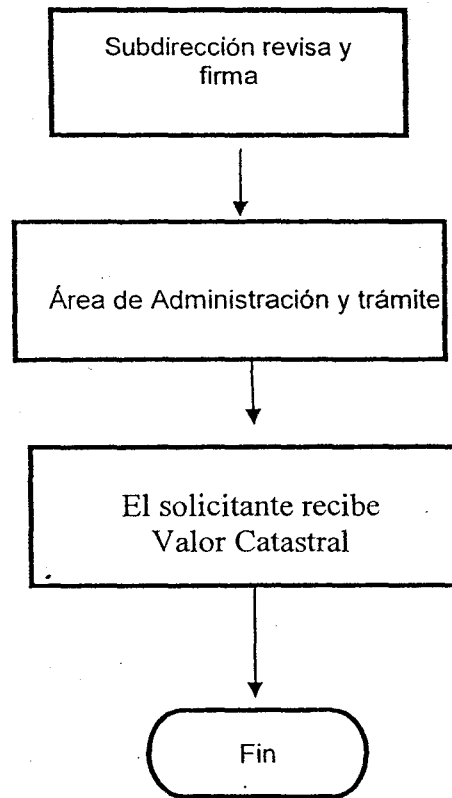 Subdirección revisa y
firma
Área de Administración y trámite
El solicitante recibe
Valor Catastral
Fin